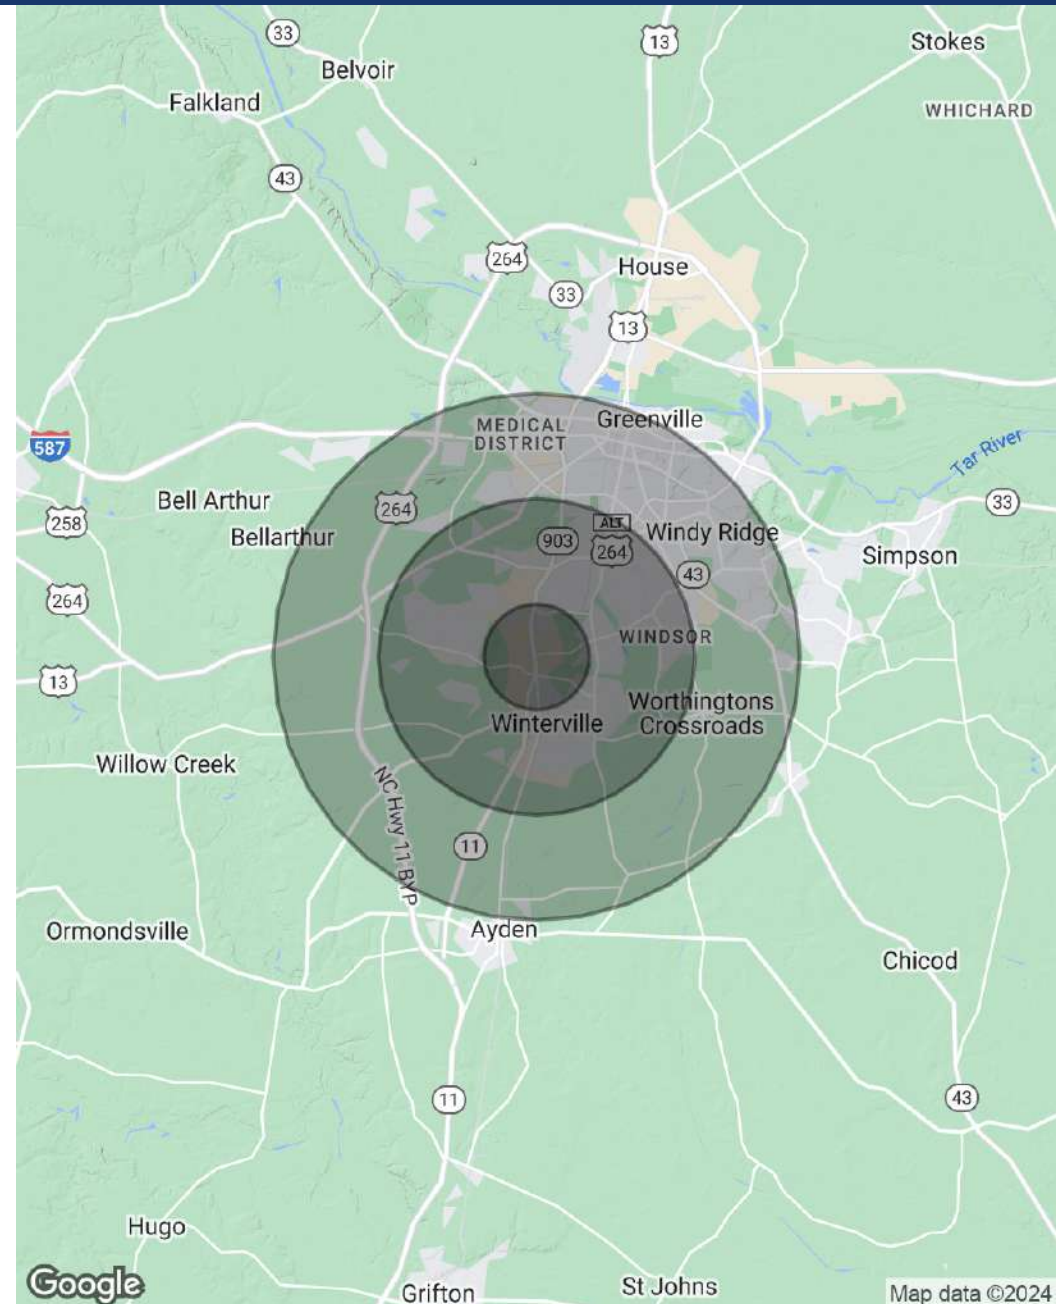 33
13
Stokes
Belvoir
Falkland
WHICHARD
43
264
House
33
13
Greenville
MEDICAL
DISTRICT
587
Tar River
Bell Arthur
264
33
258
ALT
Windy Ridge
Bellarthur
903
264
Simpson
43
264
WINDSOR
13
Worthingtons
Winterville
Crossroads
Willow Creek
NC Hwy 11 BYP
11
Ormondsville
Ayden
Chicod
11
43
Hugo
Google
Grifton
St Johns
Map data ©2024